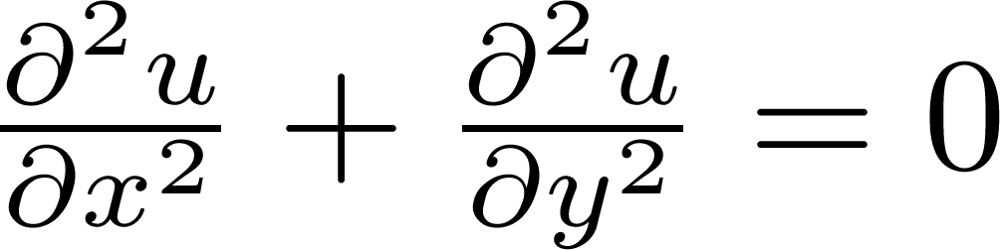 ∂²u/∂x² + ∂²u/∂y² = 0